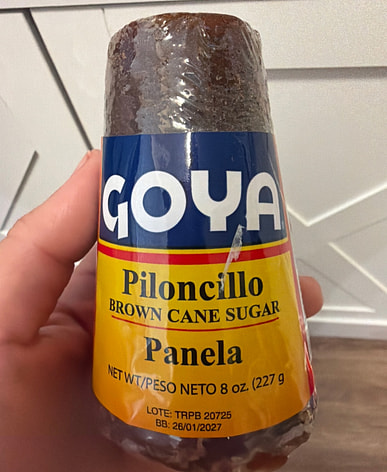 GOYA
Piloncillo
BROWN CANE SUGAR
Panela
NET WT/PESO NETO 8 oz. (227 g
LOTE: TRPB 20725
BB: 26/01/2027